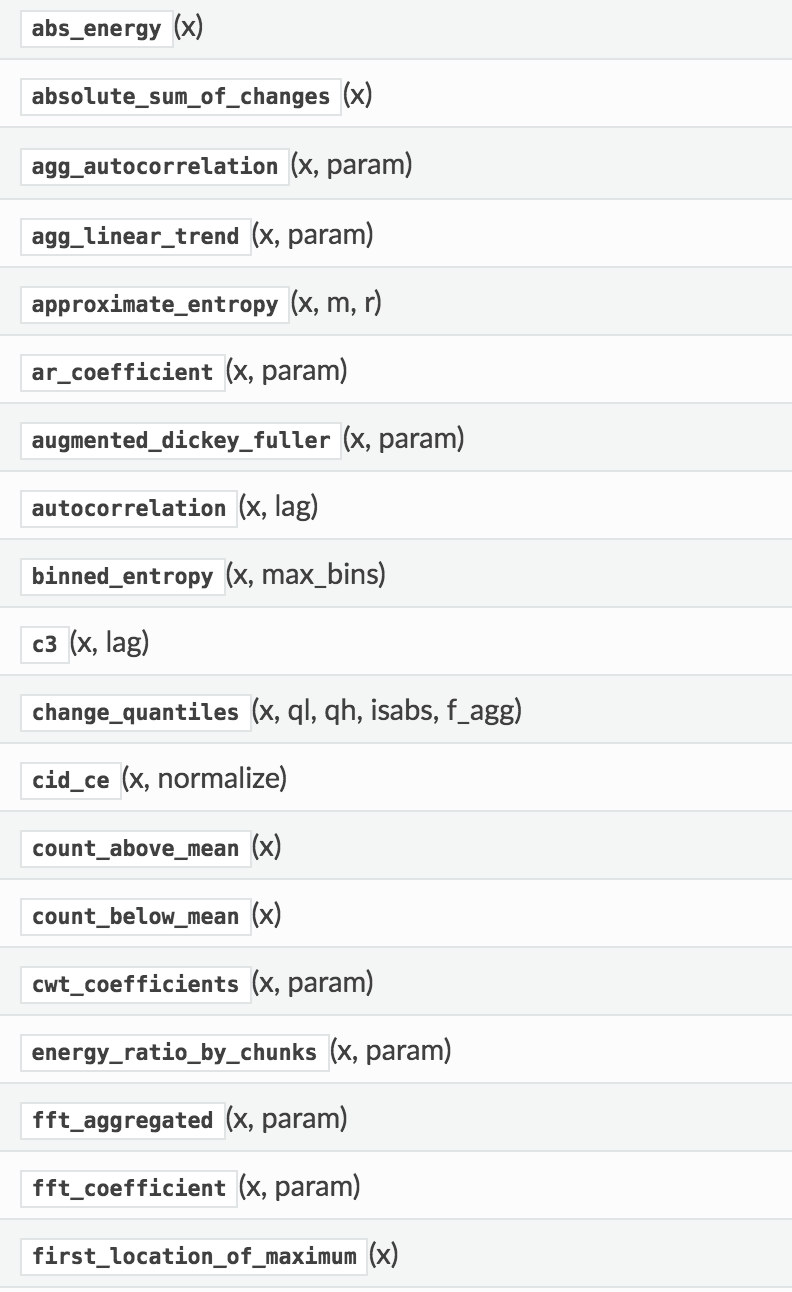 abs_energy(x)
absolute_sum_of_changes(x)
agg_autocorrelation(x, param)
agg_linear_trend(x, param)
approximate_entropy(x, m, r)
ar_coefficient(x, param)
augmented_dickey_fuller(x, param)
autocorrelation(x, lag)
binned_entropy(x, max_bins)
c3(x, lag)
change_quantiles(x, ql, qh, isabs, f_agg)
cid_ce(x, normalize)
count_above_mean(x)
count_below_mean(x)
cwt_coefficients(x, param)
energy_ratio_by_chunks(x, param)
fft_aggregated(x, param)
fft_coefficient(x, param)
first_location_of_maximum(x)